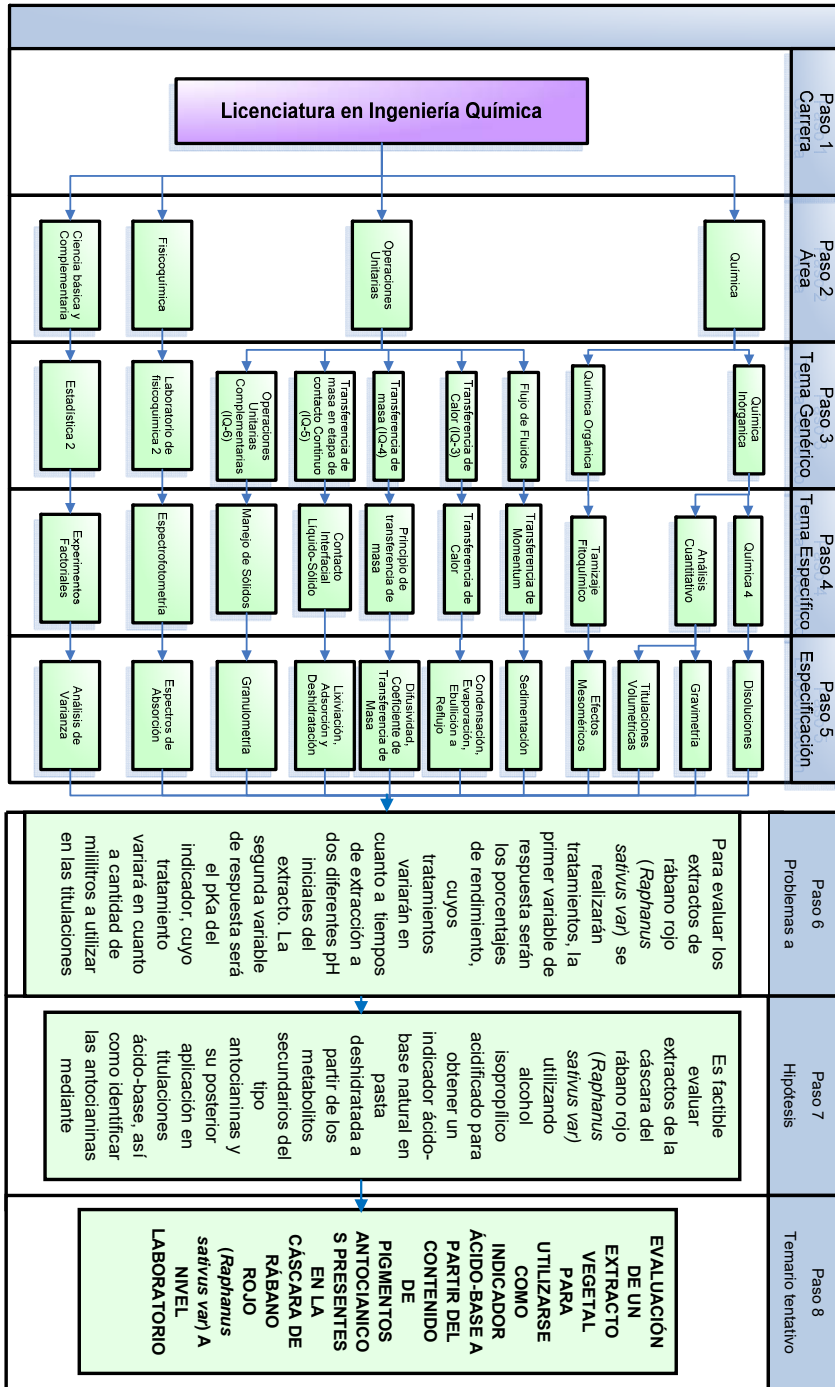 Paso 1
Carrera
Licenciatura en Ingeniería Química
Paso 2
Área
Química
Operaciones
Unitarias
Fisicoquímica
Ciencia básica y
Complementaria
Paso 3
Tema Genérico
Química
Inórganica
Química Orgánica
Flujo de Fluidos
Transferencia de
Calor (IQ-3)
Transferencia de
masa (IQ-4)
Transferencia de
masa en etapa de
contacto Continuo
(IQ-5)
Operaciones
Unitarias
Complementarias
(IQ-6)
Laboratorio de
fisicoquímica 2
Estadística 2
Paso 4
Tema Específico
Química 4
Análisis
Cuantitativo
Tamizaje
Fitoquímico
Transferencia de
Momentum
Transferencia de
Calor
Principio de
transferencia de
masa
Contacto
Interfacial
Líquido-Sólido
Manejo de Sólidos
Espectrofotometría
Experimentos
Factoriales
Paso 5
Especificación
Disoluciones
Gravimetría
Titulaciones
Volumetricas
Efectos
Mesoméricos
Sedimentación
Condensación,
Evaporación,
Ebullición a
Reflujo
Difusividad,
Coeficiente de
Transferencia de
Masa
Lixiviación,
Adsorción y
Deshidratación
Granulometría
Espectros de
Absorción
Análisis de
Varianza
Paso 6
Problemas a
Para evaluar los
extractos de
rábano rojo
(Raphanus
sativus var) se
realizarán
tratamientos, la
primer variable de
respuesta serán
los porcentajes
de rendimiento,
cuyos
tratamientos
variarán en
cuanto a tiempos
de extracción a
dos diferentes pH
iniciales del
extracto. La
segunda variable
de respuesta será
el pKa del
indicador, cuyo
tratamiento
variará en cuanto
a cantidad de
mililitros a utilizar
en las titulaciones
Paso 7
Hipótesis
Es factible
evaluar
extractos de la
cáscara del
rábano rojo
(Raphanus
sativus var)
utilizando
alcohol
isopropílico
acidificado para
obtener un
indicador ácido-
base natural en
pasta
deshidratada a
partir de los
metabolitos
secundarios del
tipo
antocianinas y
su posterior
aplicación en
titulaciones
ácido-base, así
como identificar
las antocianinas
mediante
Paso 8
Temario tentativo
EVALUACIÓN
DE UN
EXTRACTO
VEGETAL
PARA
UTILIZARSE
COMO
INDICADOR
ÁCIDO-BASE A
PARTIR DEL
CONTENIDO
DE
PIGMENTOS
ANTOCIANICO
S PRESENTES
EN LA
CÁSCARA DE
RÁBANO
ROJO
(Raphanus
sativus var) A
NIVEL
LABORATORIO